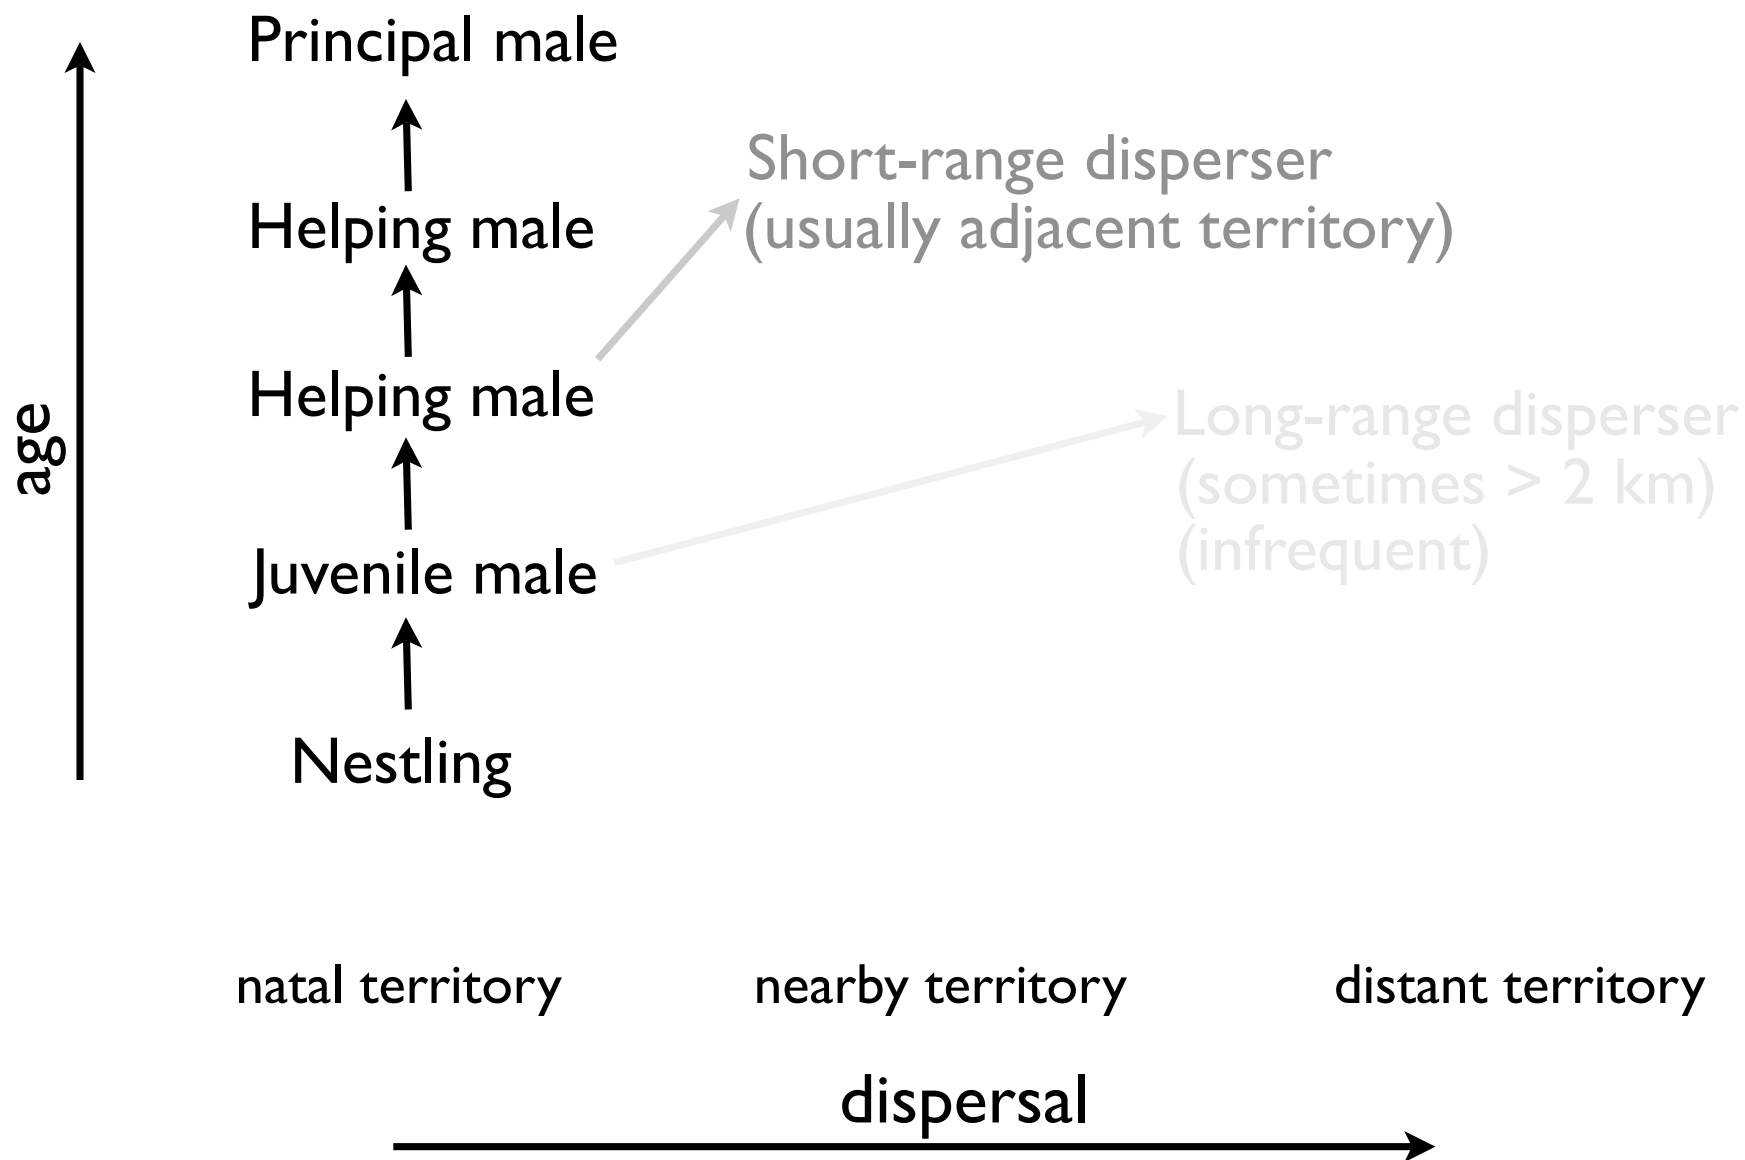 Principal male
Short-range disperser
(usually adjacent territory)
Helping male
Helping male
Long-range disperser
(sometimes > 2 km)
(infrequent)
age
Juvenile male
Nestling
natal territory
nearby territory
distant territory
dispersal